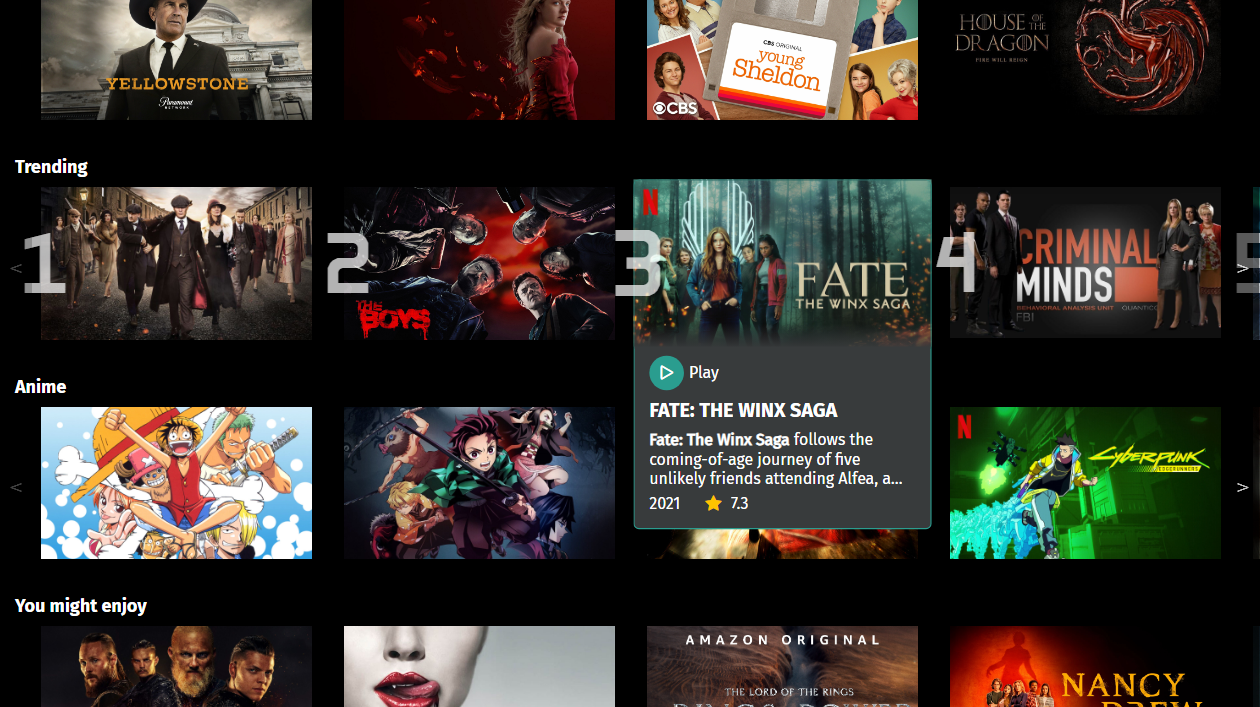 YELLOWSTONE
Paramount
NETWORK
CBS ORIGINAL
young
Sheldon
CBS
HOUSE OF THE
DRAGON
FIRE WILL REIGN
Trending
<
1
2
THE
BOYS
3
N
FATE
THE WINX SAGA
4
CRIMINAL
MINDS
BEHAVIORAL ANALYSIS UNIT QUANTICO
FBI
>
5
Play
FATE: THE WINX SAGA
Fate: The Winx Saga follows the
coming-of-age journey of five
unlikely friends attending Alfea, a...
2021 7.3
Anime
<
N
CYBERPUNK
EDGERUNNERS
>
You might enjoy
AMAZON ORIGINAL
THE LORD OF THE RINGS
NANCY
DREW